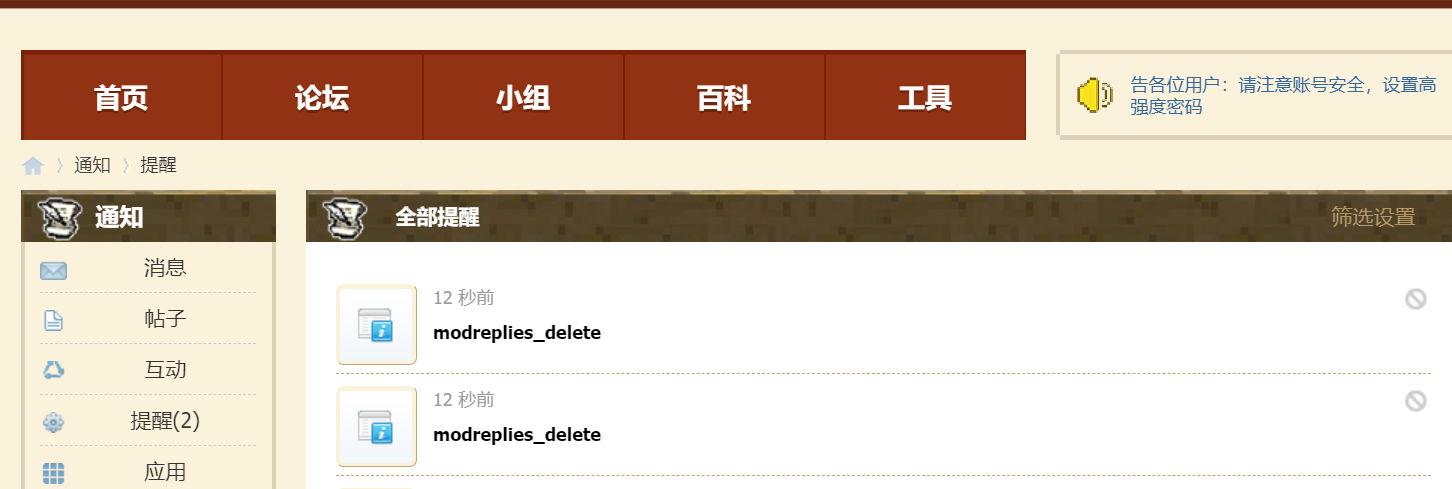 首页
论坛
小组
百科
工具
告各位用户：请注意账号安全，设置高
强度密码
通知
提醒
通知
消息
帖子
互动
提醒(2)
应用
全部提醒
筛选设置
12 秒前
modreplies_delete
12 秒前
modreplies_delete